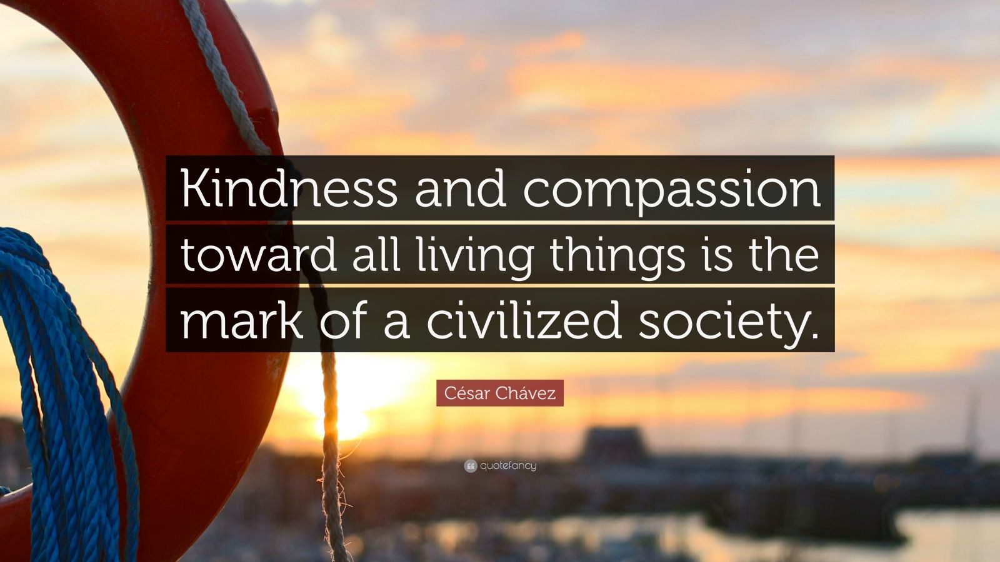 Kindness and compassion
toward all living things is the
mark of a civilized society.
César Chávez
quotefancy